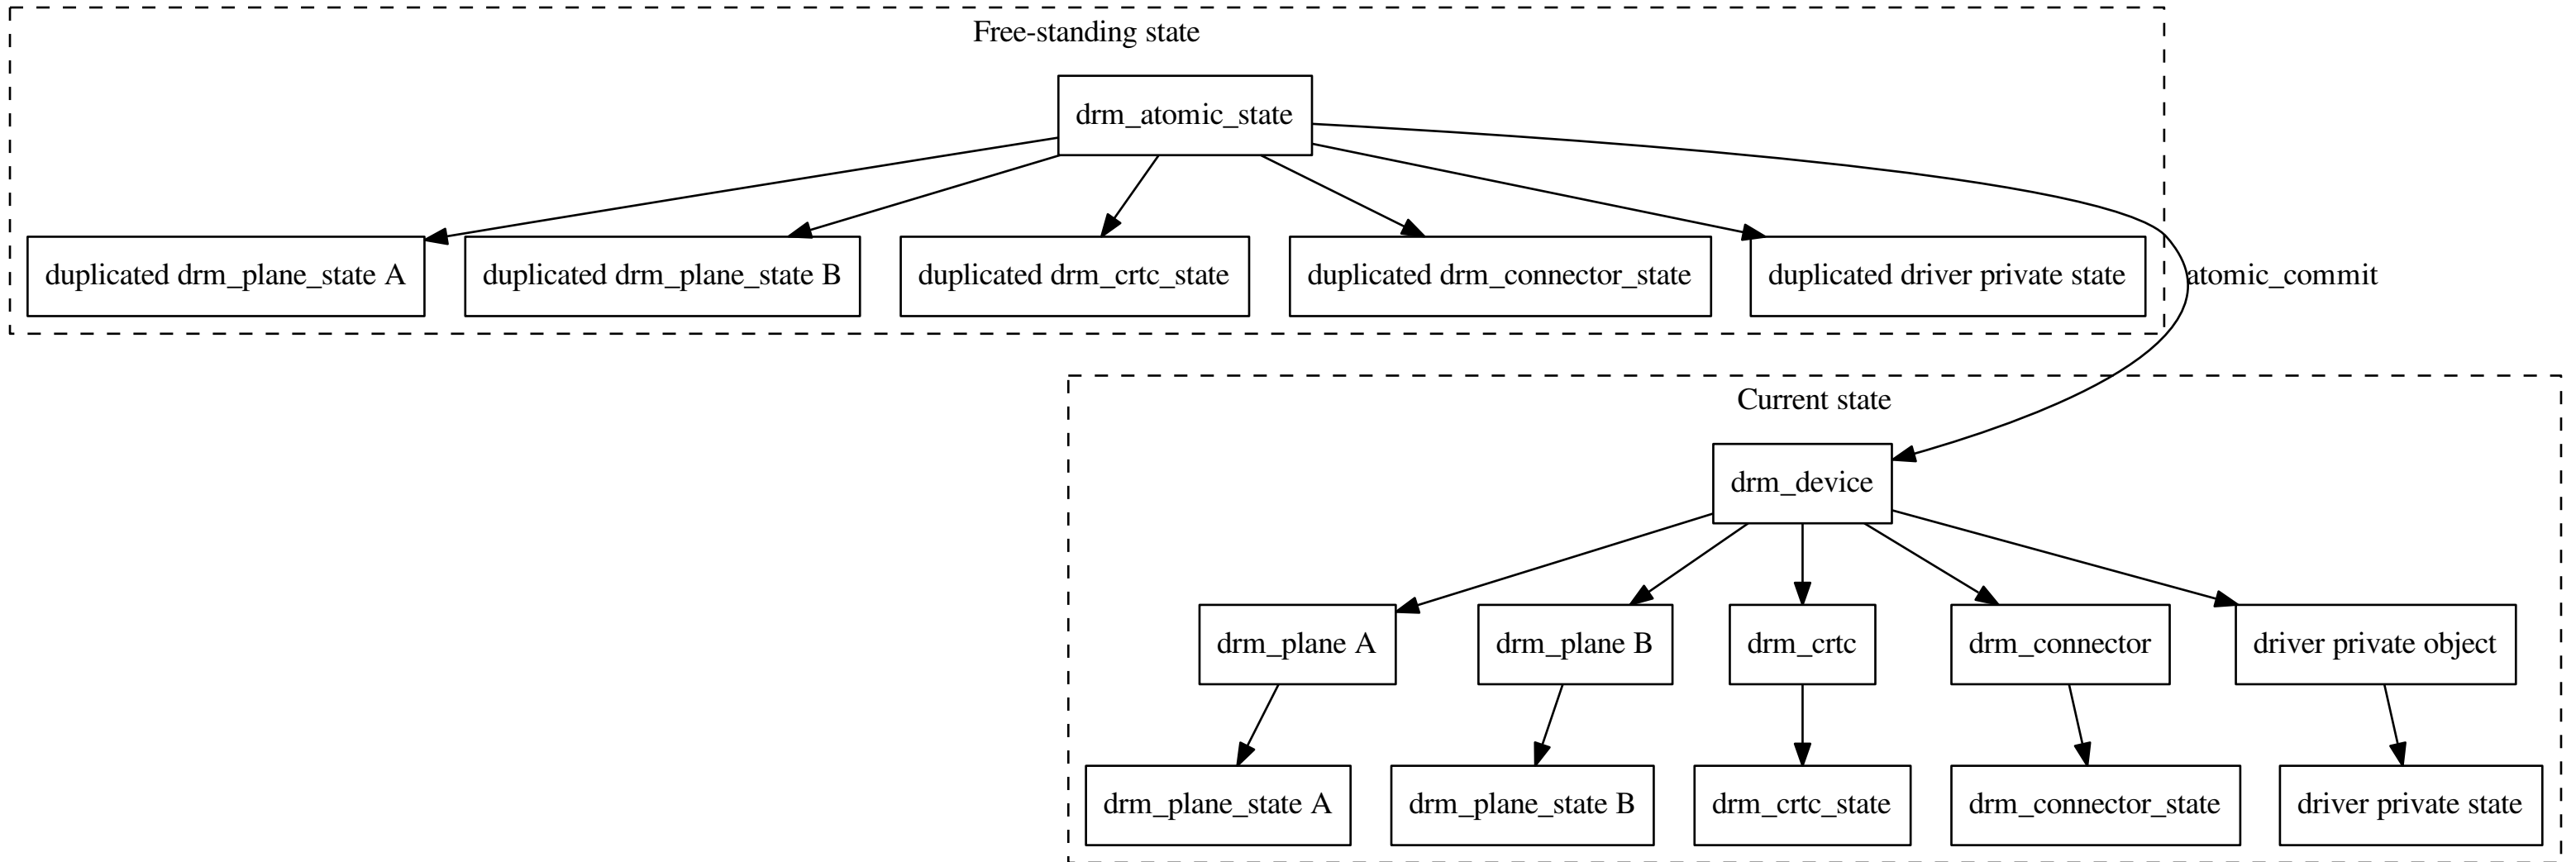 Free-standing state
drm_atomic_state
duplicated drm_plane_state A
duplicated drm_plane_state B
duplicated drm_crtc_state
duplicated drm_connector_state
duplicated driver private state
atomic_commit
Current state
drm_device
drm_plane A
drm_plane B
drm_crtc
drm_connector
driver private object
drm_plane_state A
drm_plane_state B
drm_crtc_state
drm_connector_state
driver private state